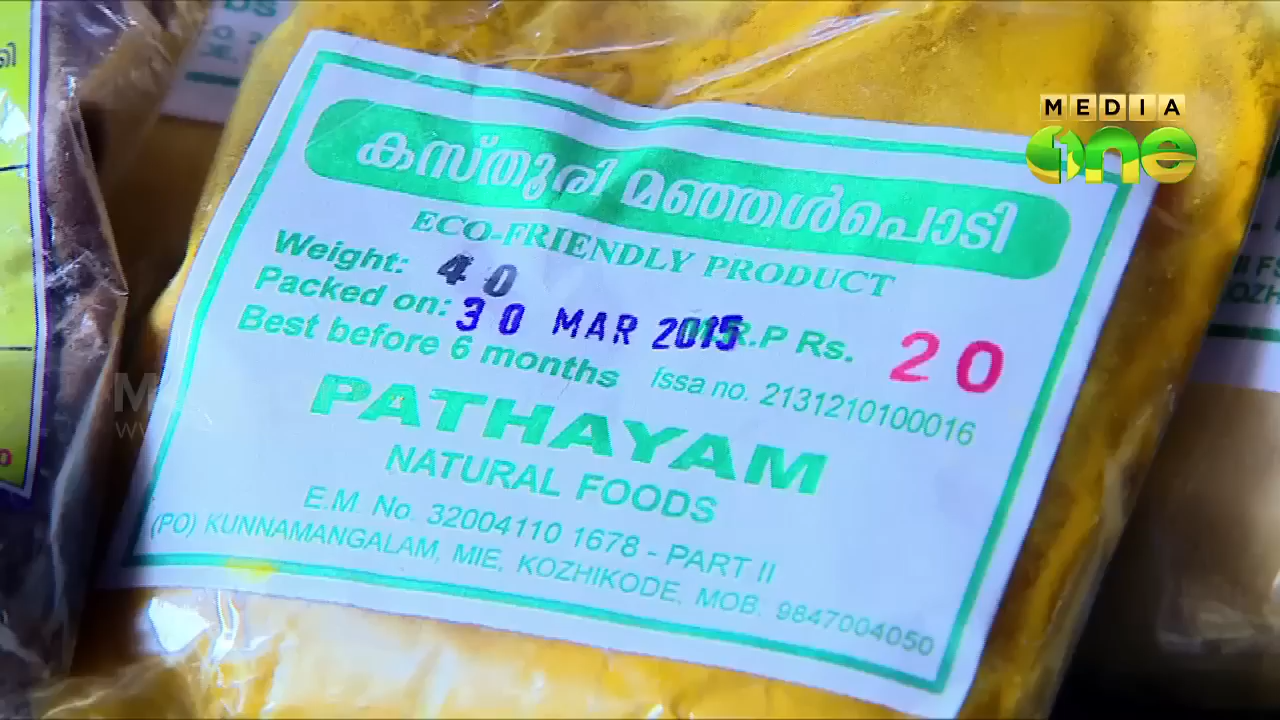 MEDIA
one
കസ്തൂരി മഞ്ഞൾപൊടി
ECO-FRIENDLY PRODUCT
Weight: 40
Packed on: 30 MAR 2015
M.R.P Rs. 20
Best before 6 months
fssa no. 2131210100016
PATHAYAM
NATURAL FOODS
E.M. No. 32004110 1678 - PART II
(PO) KUNNAMANGALAM, MIE, KOZHIKODE, MOB. 9847004050